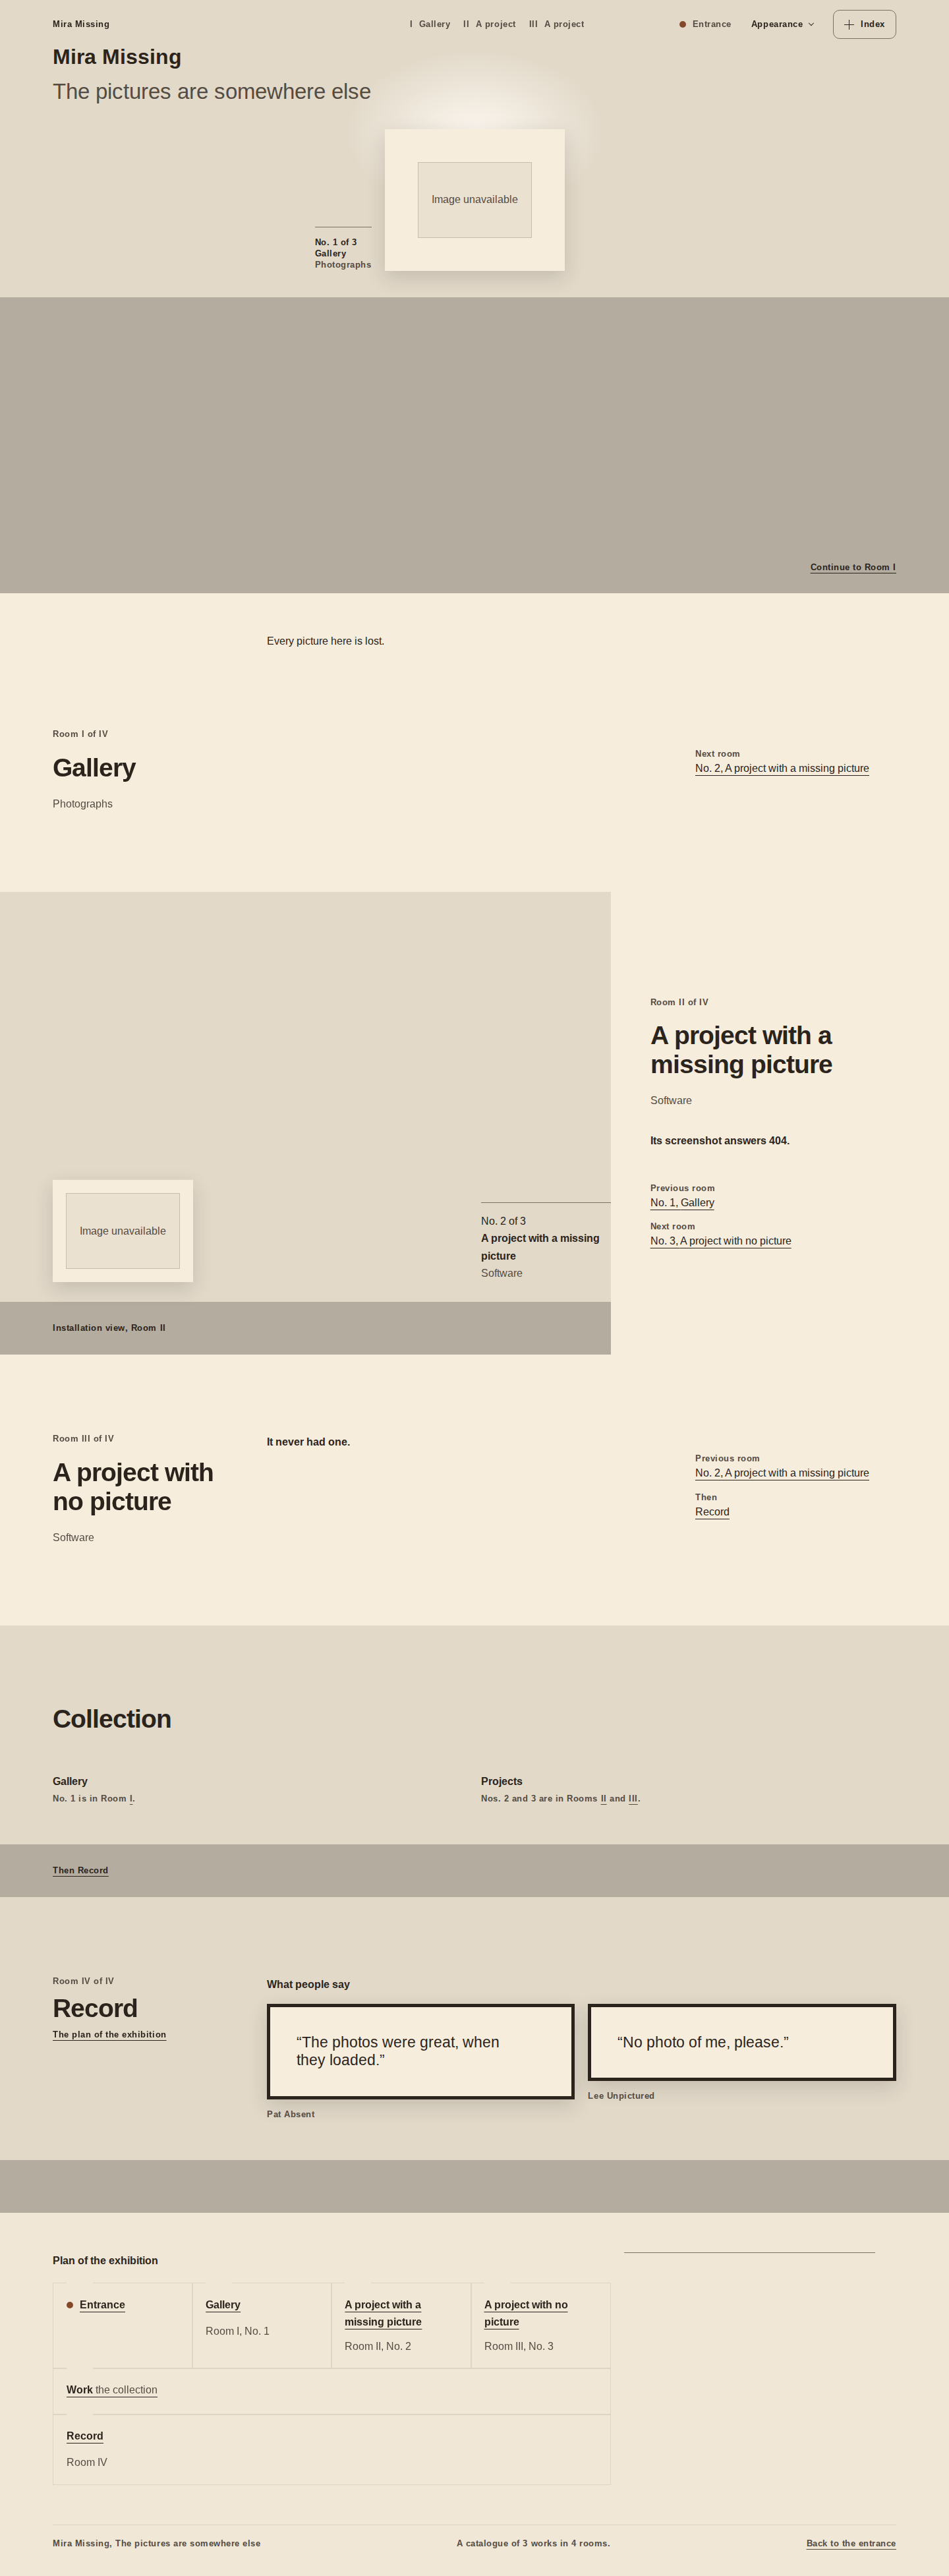 Mira Missing
I Gallery II A project III A project
Entrance
Appearance
Index
Mira Missing
The pictures are somewhere else
Image unavailable
No. 1 of 3
Gallery
Photographs
Continue to Room I
Every picture here is lost.
Room I of IV
Gallery
Photographs
Next room
No. 2, A project with a missing picture
Room II of IV
A project with a
missing picture
Software
Its screenshot answers 404.
Previous room
No. 1, Gallery
Next room
No. 3, A project with no picture
Image unavailable
No. 2 of 3
A project with a missing
picture
Software
Installation view, Room II
Room III of IV
A project with
no picture
Software
It never had one.
Previous room
No. 2, A project with a missing picture
Then
Record
Collection
Gallery
No. 1 is in Room I.
Projects
Nos. 2 and 3 are in Rooms II and III.
Then Record
Room IV of IV
Record
The plan of the exhibition
What people say
“The photos were great, when
they loaded.”
Pat Absent
“No photo of me, please.”
Lee Unpictured
Plan of the exhibition
Entrance
Gallery
Room I, No. 1
A project with a
missing picture
Room II, No. 2
A project with no
picture
Room III, No. 3
Work the collection
Record
Room IV
Mira Missing, The pictures are somewhere else
A catalogue of 3 works in 4 rooms.
Back to the entrance